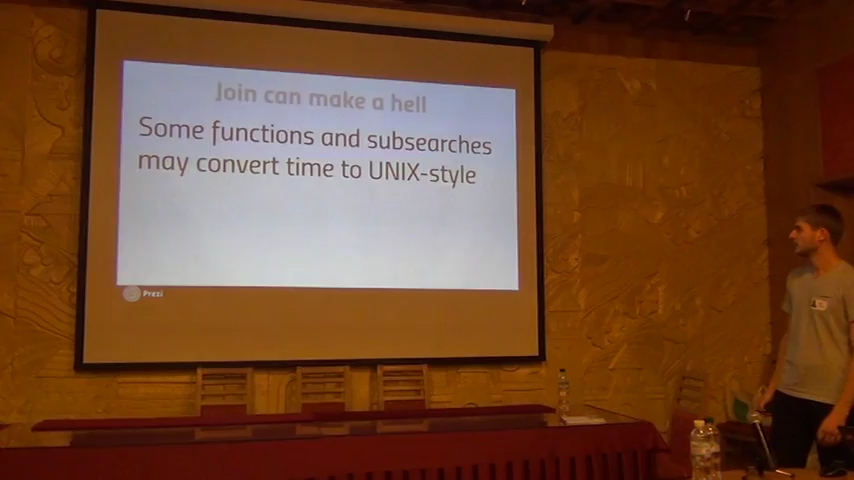 Join can make a hell
Some functions and subsearches
may convert time to UNIX-style
Prezi